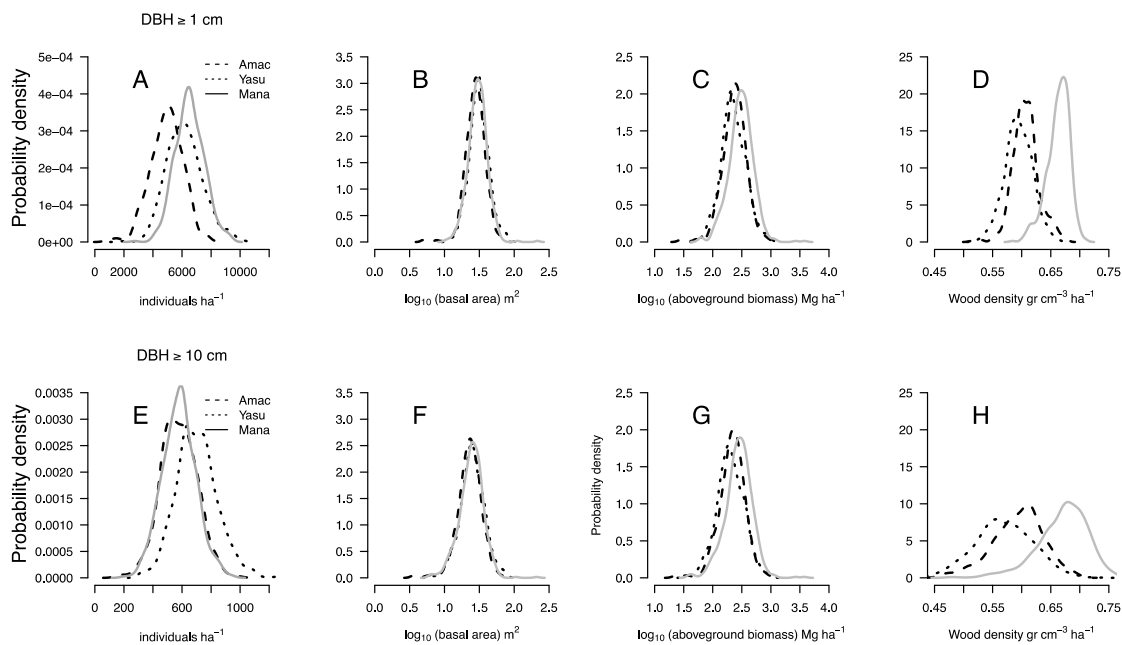 DBH ≥ 1 cm
Probability density
5e−04
4e−04
3e−04
2e−04
1e−04
0e+00
A
Amac
Yasu
Mana
0 2000 6000 10000
individuals ha⁻¹
3.5
3.0
2.5
2.0
1.5
1.0
0.5
0.0
B
0.0 0.5 1.0 1.5 2.0 2.5
log₁₀ (basal area) m²
2.5
2.0
1.5
1.0
0.5
0.0
C
1.0 1.5 2.0 2.5 3.0 3.5 4.0
log₁₀ (aboveground biomass) Mg ha⁻¹
25
20
15
10
5
0
D
0.45 0.55 0.65 0.75
Wood density gr cm⁻³ ha⁻¹
DBH ≥ 10 cm
Probability density
0.0035
0.0030
0.0025
0.0020
0.0015
0.0010
0.0005
0.0000
E
Amac
Yasu
Mana
0 200 600 1000
individuals ha⁻¹
3.5
3.0
2.5
2.0
1.5
1.0
0.5
0.0
F
0.0 0.5 1.0 1.5 2.0 2.5
log₁₀ (basal area) m²
Probability density
2.5
2.0
1.5
1.0
0.5
0.0
G
1.0 1.5 2.0 2.5 3.0 3.5 4.0
log₁₀ (aboveground biomass) Mg ha⁻¹
25
20
15
10
5
0
H
0.45 0.55 0.65 0.75
Wood density gr cm⁻³ ha⁻¹